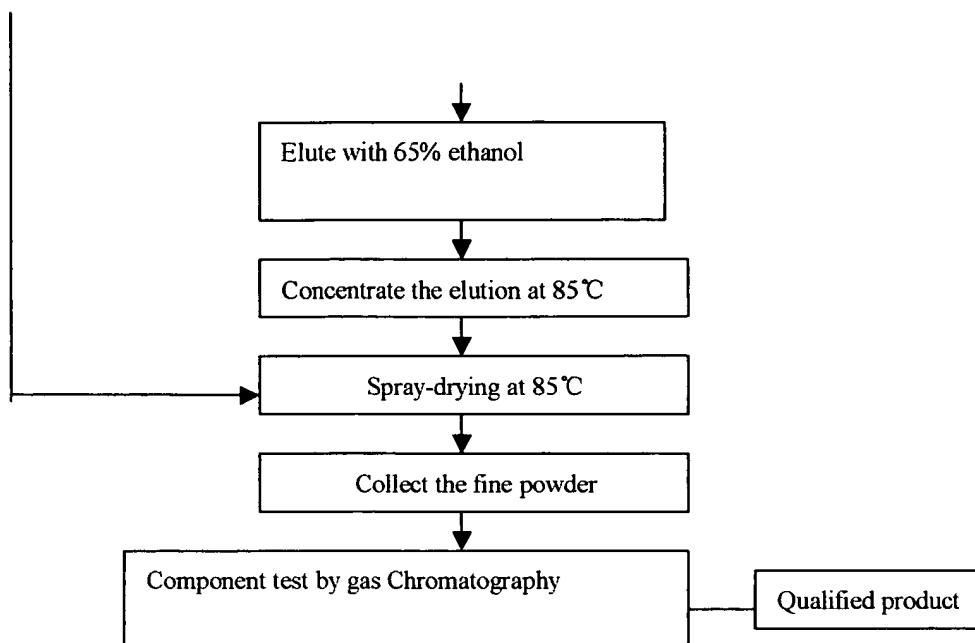 Elute with 65% ethanol
Concentrate the elution at 85℃
Spray-drying at 85℃
Collect the fine powder
Component test by gas Chromatography
Qualified product